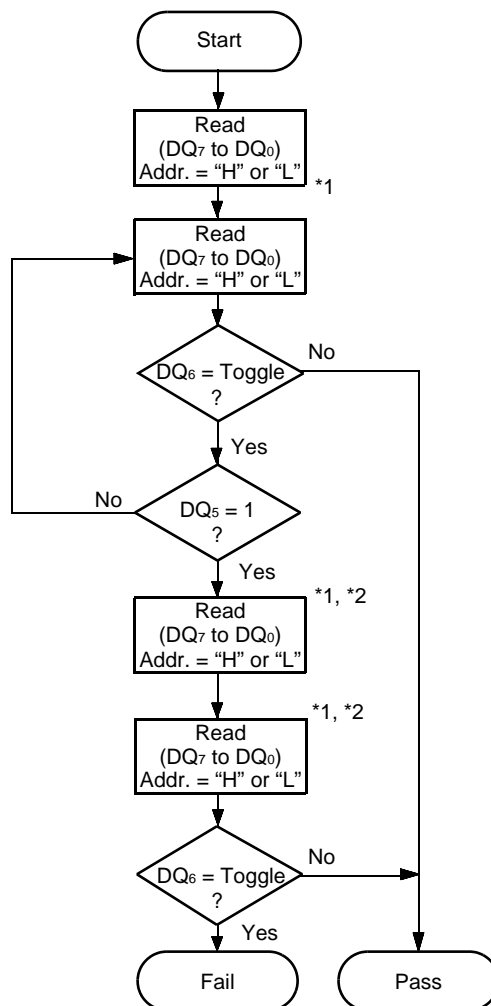 Start
Read
(DQ7 to DQ0)
Addr. = “H” or “L”
*1
Read
(DQ7 to DQ0)
Addr. = “H” or “L”
No
DQ6 = Toggle
?
Yes
No
DQ5 = 1
?
Yes
*1, *2
Read
(DQ7 to DQ0)
Addr. = “H” or “L”
*1, *2
Read
(DQ7 to DQ0)
Addr. = “H” or “L”
No
DQ6 = Toggle
?
Yes
Fail
Pass